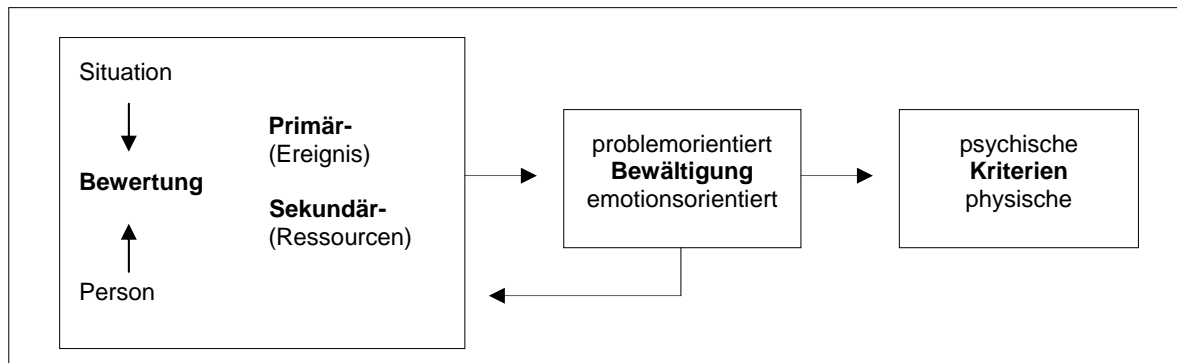 Situation
Bewertung
Person
Primär-
(Ereignis)
Sekundär-
(Ressourcen)
problemorientiert
Bewältigung
emotionsorientiert
psychische
Kriterien
physische